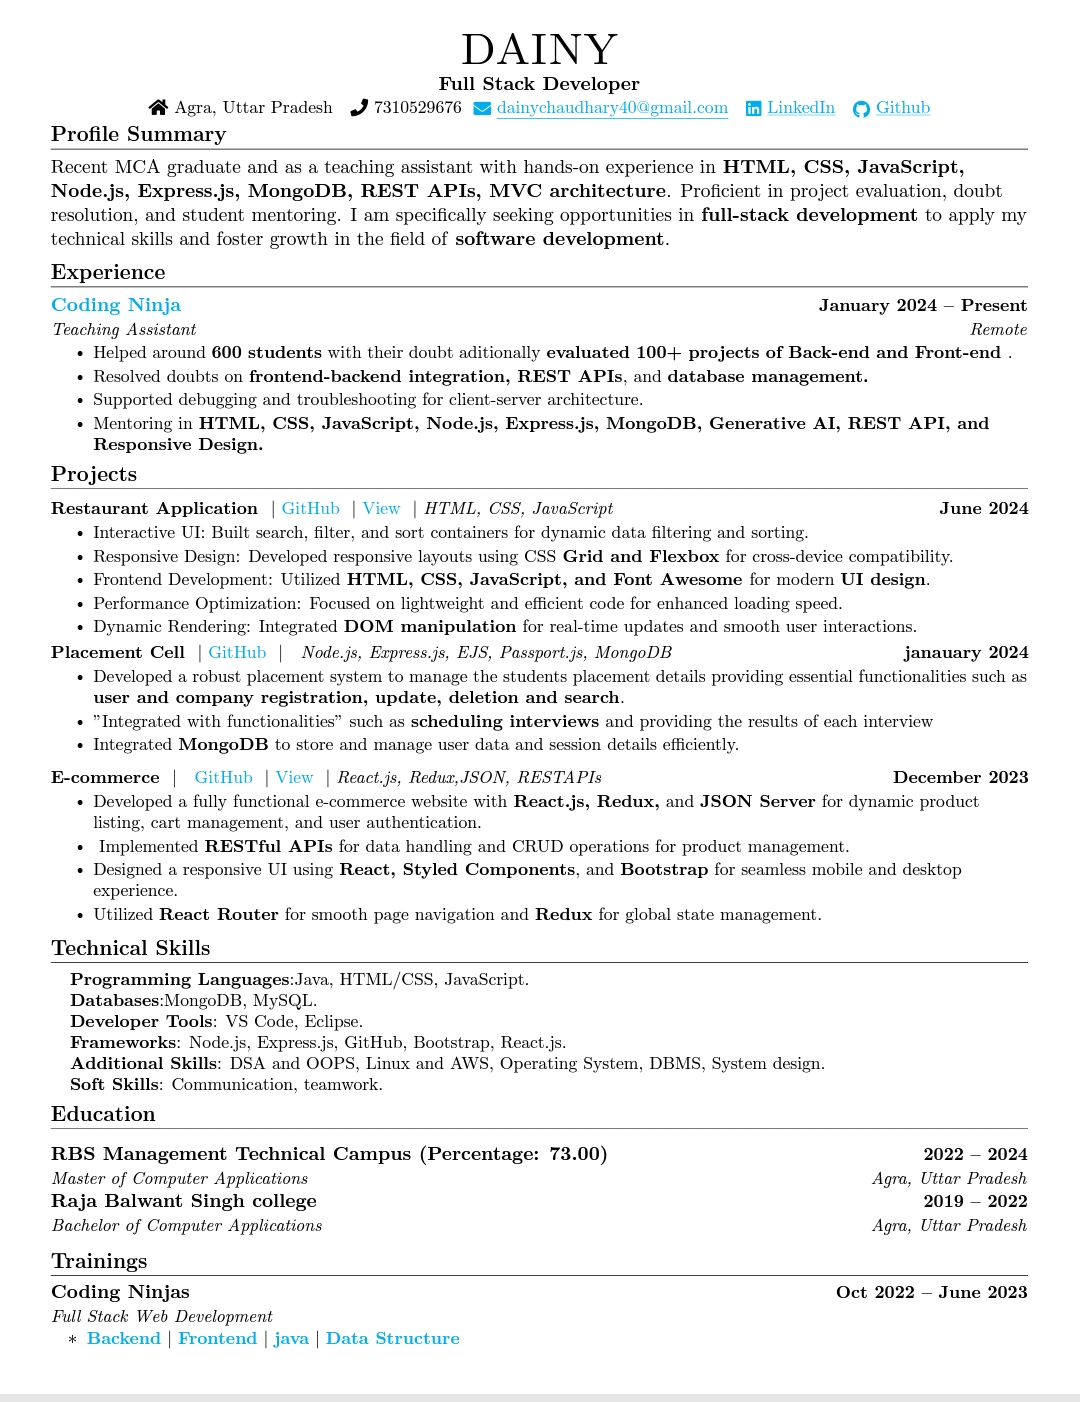 DAINY
Full Stack Developer
Agra, Uttar Pradesh 7310529676 dainychaudhary40@gmail.com LinkedIn Github
Profile Summary
Recent MCA graduate and as a teaching assistant with hands-on experience in HTML, CSS, JavaScript,
Node.js, Express.js, MongoDB, REST APIs, MVC architecture. Proficient in project evaluation, doubt
resolution, and student mentoring. I am specifically seeking opportunities in full-stack development to apply my
technical skills and foster growth in the field of software development.
Experience
Coding Ninja January 2024 – Present
Teaching Assistant Remote
• Helped around 600 students with their doubt aditionally evaluated 100+ projects of Back-end and Front-end .
• Resolved doubts on frontend-backend integration, REST APIs, and database management.
• Supported debugging and troubleshooting for client-server architecture.
• Mentoring in HTML, CSS, JavaScript, Node.js, Express.js, MongoDB, Generative AI, REST API, and
Responsive Design.
Projects
Restaurant Application | GitHub | View | HTML, CSS, JavaScript June 2024
• Interactive UI: Built search, filter, and sort containers for dynamic data filtering and sorting.
• Responsive Design: Developed responsive layouts using CSS Grid and Flexbox for cross-device compatibility.
• Frontend Development: Utilized HTML, CSS, JavaScript, and Font Awesome for modern UI design.
• Performance Optimization: Focused on lightweight and efficient code for enhanced loading speed.
• Dynamic Rendering: Integrated DOM manipulation for real-time updates and smooth user interactions.
Placement Cell | GitHub | Node.js, Express.js, EJS, Passport.js, MongoDB janauary 2024
• Developed a robust placement system to manage the students placement details providing essential functionalities such as
user and company registration, update, deletion and search.
• ”Integrated with functionalities” such as scheduling interviews and providing the results of each interview
• Integrated MongoDB to store and manage user data and session details efficiently.
E-commerce | GitHub | View | React.js, Redux,JSON, RESTAPIs December 2023
• Developed a fully functional e-commerce website with React.js, Redux, and JSON Server for dynamic product
listing, cart management, and user authentication.
• Implemented RESTful APIs for data handling and CRUD operations for product management.
• Designed a responsive UI using React, Styled Components, and Bootstrap for seamless mobile and desktop
experience.
• Utilized React Router for smooth page navigation and Redux for global state management.
Technical Skills
Programming Languages:Java, HTML/CSS, JavaScript.
Databases:MongoDB, MySQL.
Developer Tools: VS Code, Eclipse.
Frameworks: Node.js, Express.js, GitHub, Bootstrap, React.js.
Additional Skills: DSA and OOPS, Linux and AWS, Operating System, DBMS, System design.
Soft Skills: Communication, teamwork.
Education
RBS Management Technical Campus (Percentage: 73.00) 2022 – 2024
Master of Computer Applications Agra, Uttar Pradesh
Raja Balwant Singh college 2019 – 2022
Bachelor of Computer Applications Agra, Uttar Pradesh
Trainings
Coding Ninjas Oct 2022 – June 2023
Full Stack Web Development
∗ Backend | Frontend | java | Data Structure